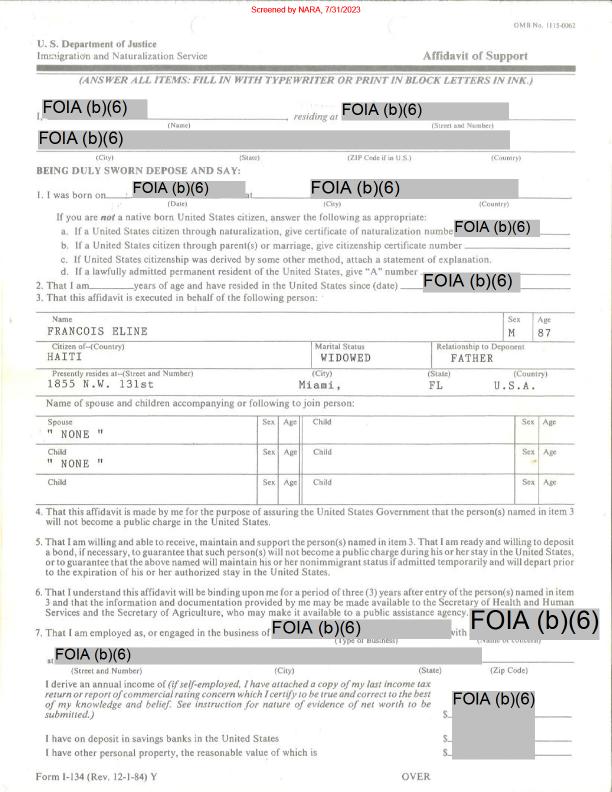 Screened by NARA, 7/31/2023
OMB No. 1115-0062
U. S. Department of Justice
Immigration and Naturalization Service
Affidavit of Support
(ANSWER ALL ITEMS: FILL IN WITH TYPEWRITER OR PRINT IN BLOCK LETTERS IN INK.)
I, FOIA (b)(6) , residing at FOIA (b)(6)
(Name) (Street and Number)
FOIA (b)(6)
(City) (State) (ZIP Code if in U.S.) (Country)
BEING DULY SWORN DEPOSE AND SAY:
1. I was born on FOIA (b)(6) at FOIA (b)(6)
(Date) (City) (Country)
If you are not a native born United States citizen, answer the following as appropriate:
a. If a United States citizen through naturalization, give certificate of naturalization numbe FOIA (b)(6)
b. If a United States citizen through parent(s) or marriage, give citizenship certificate number
c. If United States citizenship was derived by some other method, attach a statement of explanation.
d. If a lawfully admitted permanent resident of the United States, give "A" number FOIA (b)(6)
2. That I am years of age and have resided in the United States since (date)
3. That this affidavit is executed in behalf of the following person:
Name Sex Age
FRANCOIS ELINE M 87
Citizen of--(Country) Marital Status Relationship to Deponent
HAITI WIDOWED FATHER
Presently resides at--(Street and Number) (City) (State) (Country)
1855 N.W. 131st Miami, FL U.S.A.
Name of spouse and children accompanying or following to join person:
Spouse Sex Age Child Sex Age
" NONE "
Child Sex Age Child Sex Age
" NONE "
Child Sex Age Child Sex Age
4. That this affidavit is made by me for the purpose of assuring the United States Government that the person(s) named in item 3
will not become a public charge in the United States.
5. That I am willing and able to receive, maintain and support the person(s) named in item 3. That I am ready and willing to deposit
a bond, if necessary, to guarantee that such person(s) will not become a public charge during his or her stay in the United States,
or to guarantee that the above named will maintain his or her nonimmigrant status if admitted temporarily and will depart prior
to the expiration of his or her authorized stay in the United States.
6. That I understand this affidavit will be binding upon me for a period of three (3) years after entry of the person(s) named in item
3 and that the information and documentation provided by me may be made available to the Secretary of Health and Human
Services and the Secretary of Agriculture, who may make it available to a public assistance agency.
7. That I am employed as, or engaged in the business of FOIA (b)(6) with FOIA (b)(6)
(Type of Business) (Name of concern)
at FOIA (b)(6)
(Street and Number) (City) (State) (Zip Code)
I derive an annual income of (if self-employed, I have attached a copy of my last income tax
return or report of commercial rating concern which I certify to be true and correct to the best
of my knowledge and belief. See instruction for nature of evidence of net worth to be
submitted.) $ FOIA (b)(6)
I have on deposit in savings banks in the United States $
I have other personal property, the reasonable value of which is $
Form I-134 (Rev. 12-1-84) Y OVER